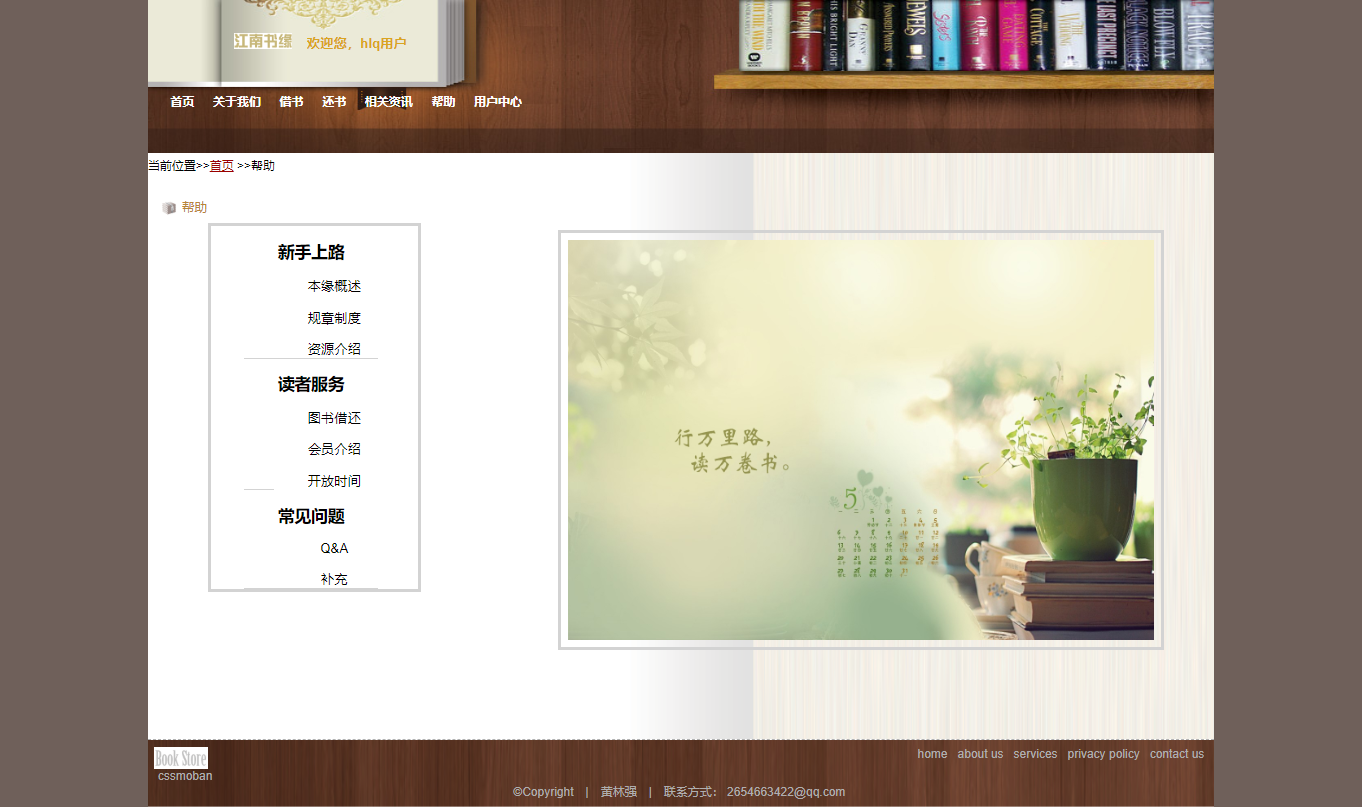 江南书缘 欢迎您，hlq用户
首页 关于我们 借书 还书 相关资讯 帮助 用户中心
当前位置>>首页 >>帮助
帮助
新手上路
本缘概述
规章制度
资源介绍
读者服务
图书借还
会员介绍
开放时间
常见问题
Q&A
补充
行万里路，
读万卷书。
5
Book Store
cssmoban
home about us services privacy policy contact us
©Copyright | 黄林强 | 联系方式： 2654663422@qq.com